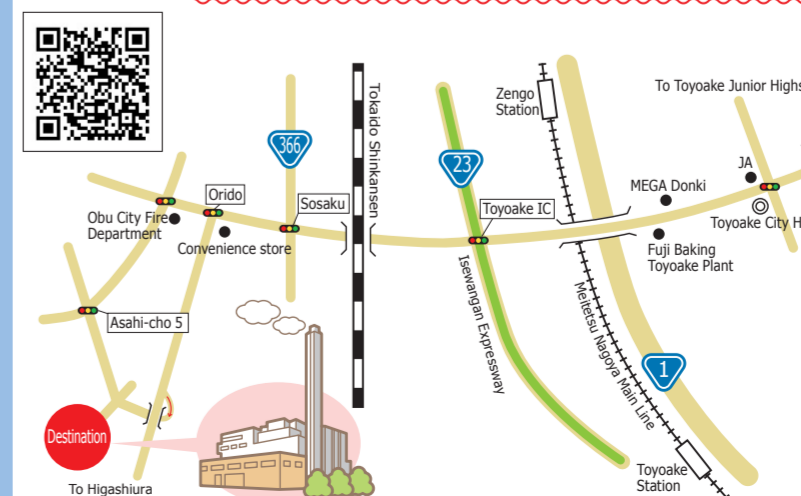 366
Tokaido Shinkansen
Zengo
Station
To Toyoake Junior Highs
23
JA
Orido
MEGA Donki
Sosaku
Toyoake IC
Obu City Fire
Department
Convenience store
Toyoake City H
Fuji Baking
Toyoake Plant
Isewangan Expressway
Meitetsu Nagoya Main Line
Asahi-cho 5
1
Destination
Toyoake
Station
To Higashiura